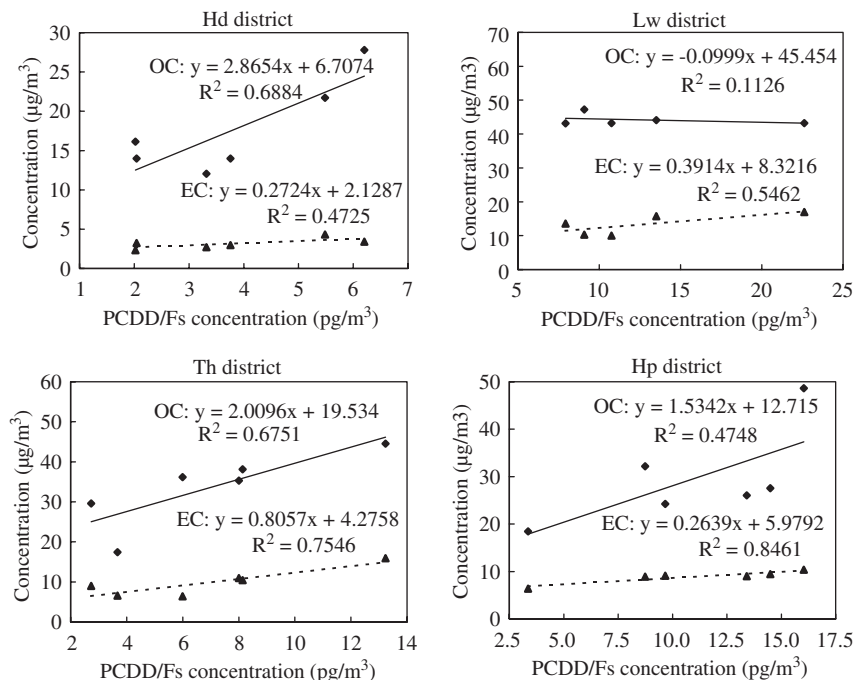 Hd district
Concentration (μg/m³)
30
25
20
15
10
5
0
OC: y = 2.8654x + 6.7074
R² = 0.6884
EC: y = 0.2724x + 2.1287
R² = 0.4725
1 2 3 4 5 6 7
PCDD/Fs concentration (pg/m³)
Lw district
Concentration (μg/m3)
70
60
50
40
30
20
10
0
OC: y = -0.0999x + 45.454
R² = 0.1126
EC: y = 0.3914x + 8.3216
R² = 0.5462
5 10 15 20 25
PCDD/Fs concentration (pg/m³)
Th district
Concentration (μg/m³)
60
50
40
30
20
10
0
OC: y = 2.0096x + 19.534
R² = 0.6751
EC: y = 0.8057x + 4.2758
R² = 0.7546
2 4 6 8 10 12 14
PCDD/Fs concentration (pg/m³)
Hp district
Concentration (μg/m3)
50
40
30
20
10
0
OC: y = 1.5342x + 12.715
R² = 0.4748
EC: y = 0.2639x + 5.9792
R² = 0.8461
2.5 5.0 7.5 10.0 12.5 15.0 17.5
PCDD/Fs concentration (pg/m³)